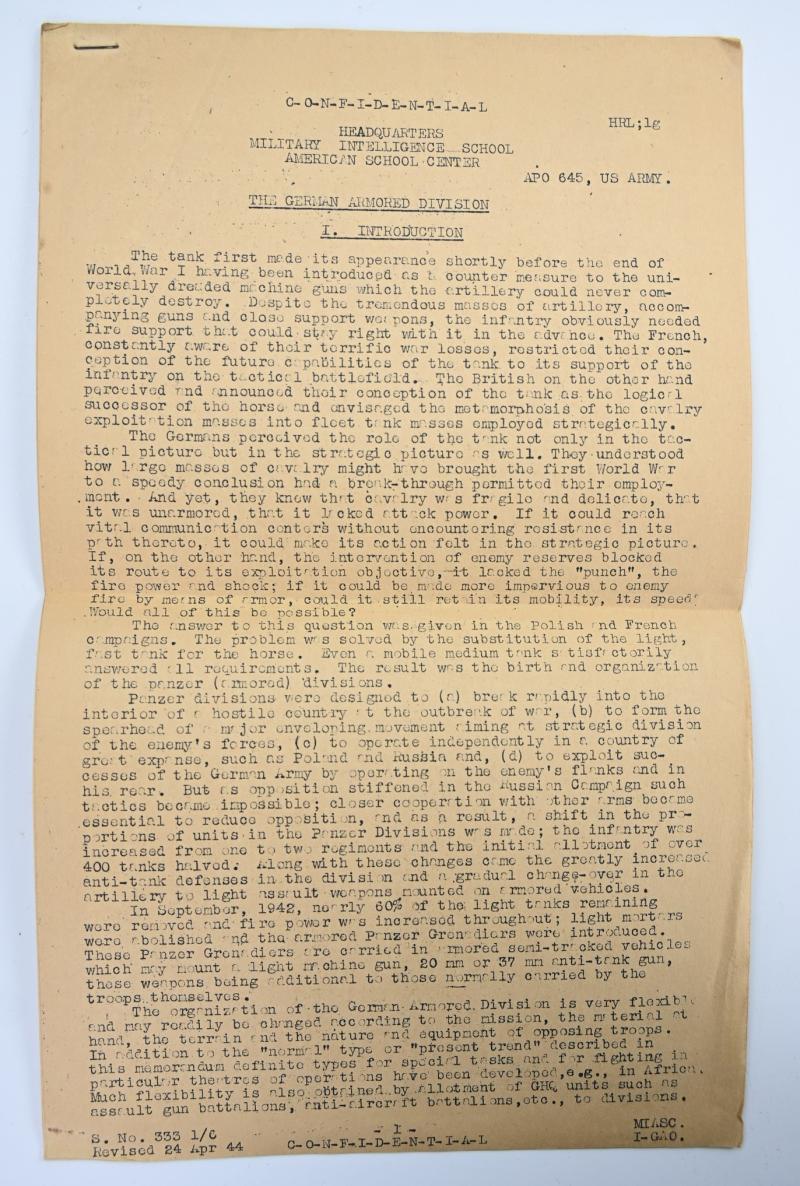 C-O-N-F-I-D-E-N-T-I-A-L
HRL;lg
HEADQUARTERS
MILITARY INTELLIGENCE SCHOOL
AMERICAN SCHOOL CENTER
APO 645, US ARMY.
THE GERMAN ARMORED DIVISION
I. INTRODUCTION
The tank first made its appearance shortly before the end of
World War I having been introduced as a counter measure to the uni-
versally dreaded machine guns which the artillery could never com-
pletely destroy. Despite the tremendous masses of artillery, accom-
panying guns and close support weapons, the infantry obviously needed
fire support that could stay right with it in the advance. The French,
constantly aware of their terrific war losses, restricted their con-
ception of the future capabilities of the tank to its support of the
infantry on the tactical battlefield. The British on the other hand
perceived and announced their conception of the tank as the logical
successor of the horse and envisaged the metamorphosis of the cavalry
exploitation masses into fleet tank masses employed strategically.
The Germans perceived the role of the tank not only in the tac-
tical picture but in the strategic picture as well. They understood
how large masses of cavalry might have brought the first World War
to a speedy conclusion had a break-through permitted their employ-
ment. And yet, they knew that cavalry was fragile and delicate, that
it was unarmored, that it lacked attack power. If it could reach
vital communication centers without encountering resistance in its
path thereto, it could make its action felt in the strategic picture.
If, on the other hand, the intervention of enemy reserves blocked
its route to its exploitation objective, it lacked the "punch", the
fire power and shock; if it could be made more impervious to enemy
fire by means of armor, could it still retain its mobility, its speed?
Would all of this be possible?
The answer to this question was given in the Polish and French
campaigns. The problem was solved by the substitution of the light,
fast tank for the horse. Even a mobile medium tank satisfactorily
answered all requirements. The result was the birth and organization
of the panzer (armored) divisions.
Panzer divisions were designed to (a) break rapidly into the
interior of a hostile country at the outbreak of war, (b) to form the
spearhead of a major enveloping movement aiming at strategic division
of the enemy's forces, (c) to operate independently in a country of
great expanse, such as Poland and Russia and, (d) to exploit suc-
cesses of the German Army by operating on the enemy's flanks and in
his rear. But as opposition stiffened in the Russian Campaign such
tactics became impossible; closer cooperation with other arms became
essential to reduce opposition, and as a result, a shift in the pro-
portions of units in the Panzer Divisions was made; the infantry was
increased from one to two regiments and the initial allotment of over
400 tanks halved. Along with these changes came the greatly increased
anti-tank defenses in the division and a gradual change-over in the
artillery to light assault weapons mounted on armored vehicles.
In September, 1942, nearly 60% of the light tanks remaining
were removed and fire power was increased throughout; light mortars
were abolished and the armored Panzer Grenadiers were introduced.
These Panzer Grenadiers are carried in armored semi-tracked vehicles
which may mount a light machine gun, 20 mm or 37 mm anti-tank gun,
these weapons being additional to those normally carried by the
troops themselves.
The organization of the German Armored Division is very flexible
and may readily be changed according to the mission, the material at
hand, the terrain and the nature and equipment of opposing troops.
In addition to the "normal" type or "present trend" described in
this memorandum definite types for special tasks and for fighting in
particular theatres of operations have been developed, e.g., in Africa.
Much flexibility is also obtained by allotment of GHQ units such as
assault gun battalions, anti-aircraft battalions, etc., to divisions.
- 1 -
S. No. 333 1/6
Revised 24 Apr 44
C-O-N-F-I-D-E-N-T-I-A-L
MIASC.
I-GAO.